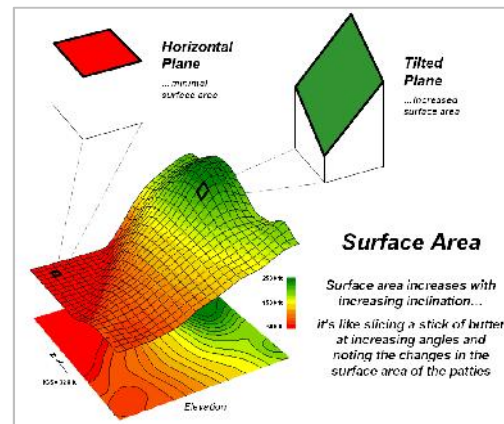 Horizontal
Plane
...minimal
surface area
Tilted
Plane
...increased
surface area
Surface Area
Surface area increases with
increasing inclination...
it's like slicing a stick of butter
at increasing angles and
noting the changes in the
surface area of the patties
Elevation